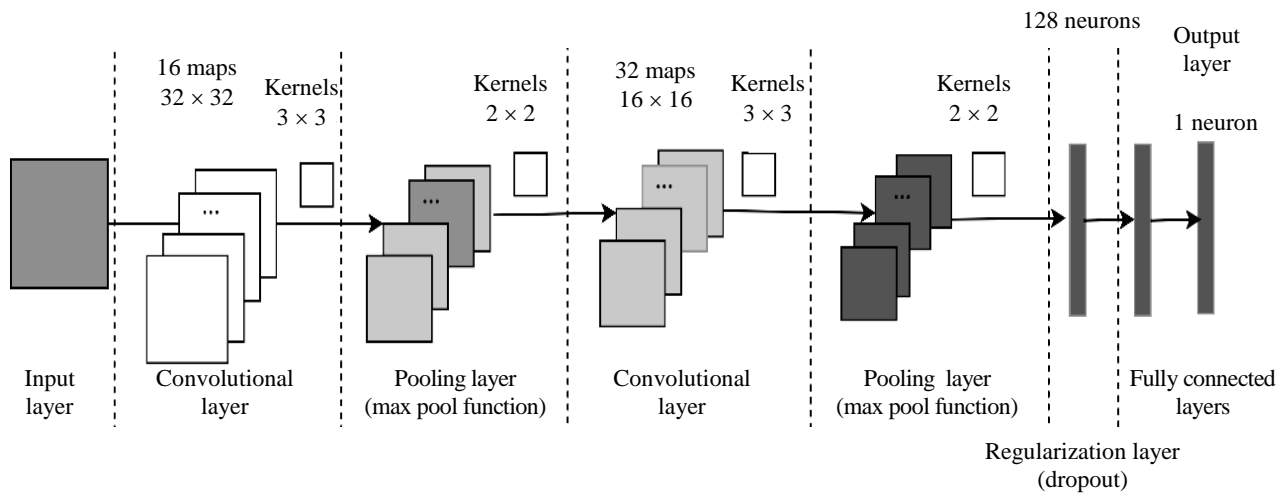 128 neurons
Output
layer
16 maps
32 × 32
Kernels
3 × 3
Kernels
2 × 2
32 maps
16 × 16
Kernels
3 × 3
Kernels
2 × 2
1 neuron
...
...
...
...
Input
layer
Convolutional
layer
Pooling layer
(max pool function)
Convolutional
layer
Pooling layer
(max pool function)
Fully connected
layers
Regularization layer
(dropout)